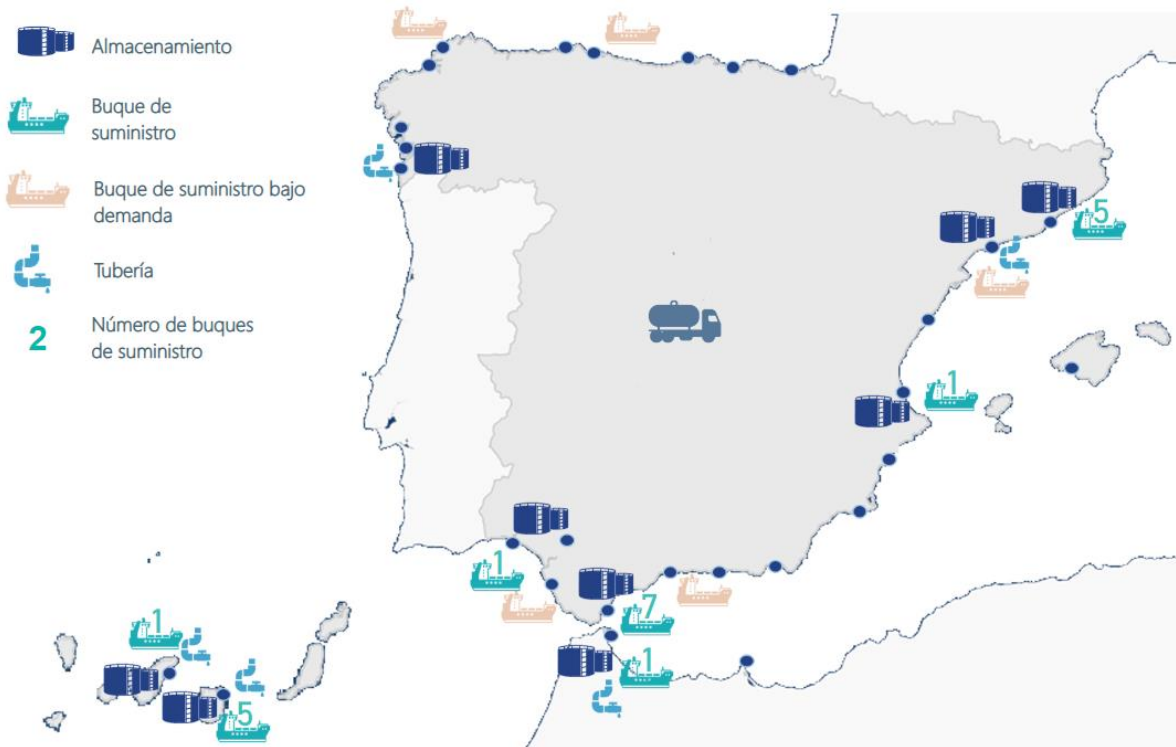 Almacenamiento
Buque de
suministro
Buque de suministro bajo
demanda
Tubería
2
Número de buques
de suministro
5
1
1
7
1
1
5